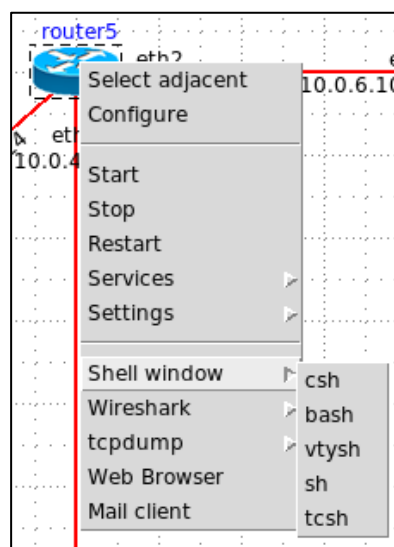 router5
eth2
Select adjacent
10.0.6.10
Configure
eth
10.0.4
4
Start
Stop
Restart
Services
Settings
Shell window
csh
Wireshark
bash
tcpdump
vtysh
Web Browser
sh
Mail client
tcsh